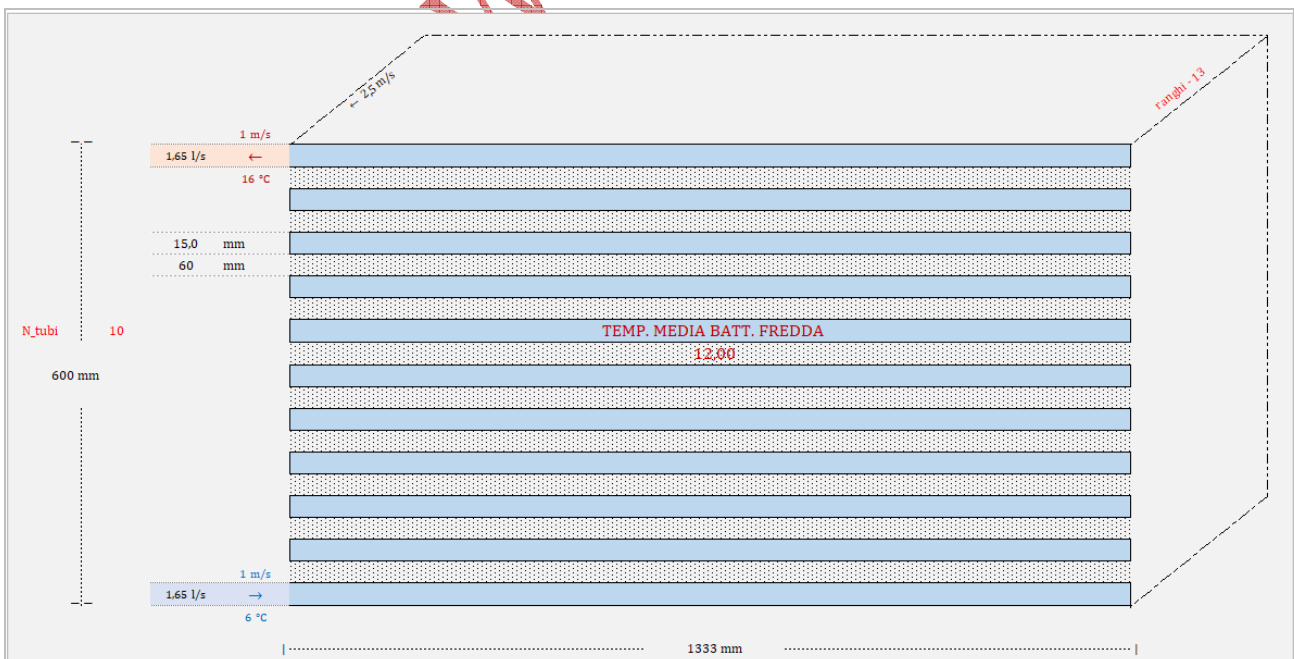 ← 2,5 m/s
ranghi - 13
1 m/s
1,65 l/s ←
16 °C
15,0 mm
60 mm
N_tubi 10
TEMP. MEDIA BATT. FREDDA
12,00
600 mm
1 m/s
1,65 l/s →
6 °C
1333 mm